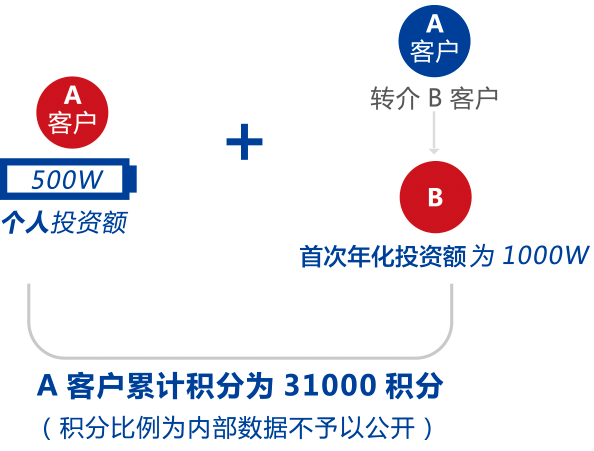 A
客户
500W
个人投资额
+
A
客户
转介 B 客户
B
首次年化投资额为 1000W
A 客户累计积分为 31000 积分
（积分比例为内部数据不予以公开）